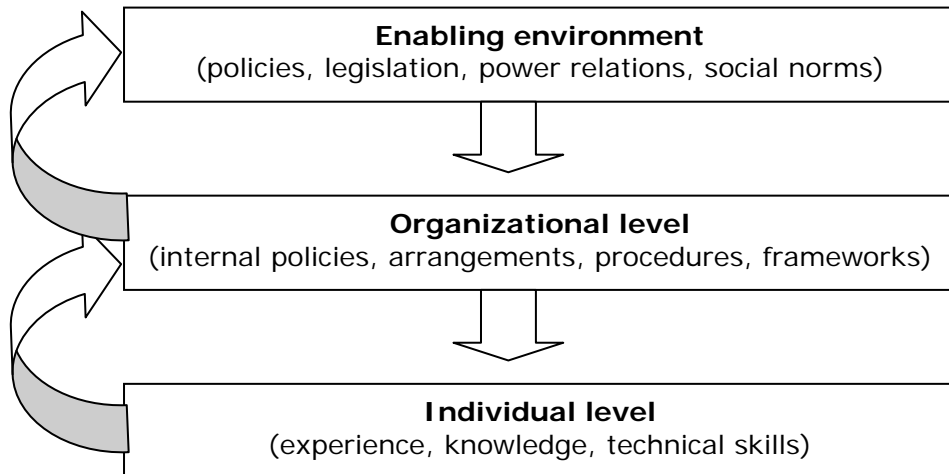 Enabling environment
(policies, legislation, power relations, social norms)
Organizational level
(internal policies, arrangements, procedures, frameworks)
Individual level
(experience, knowledge, technical skills)